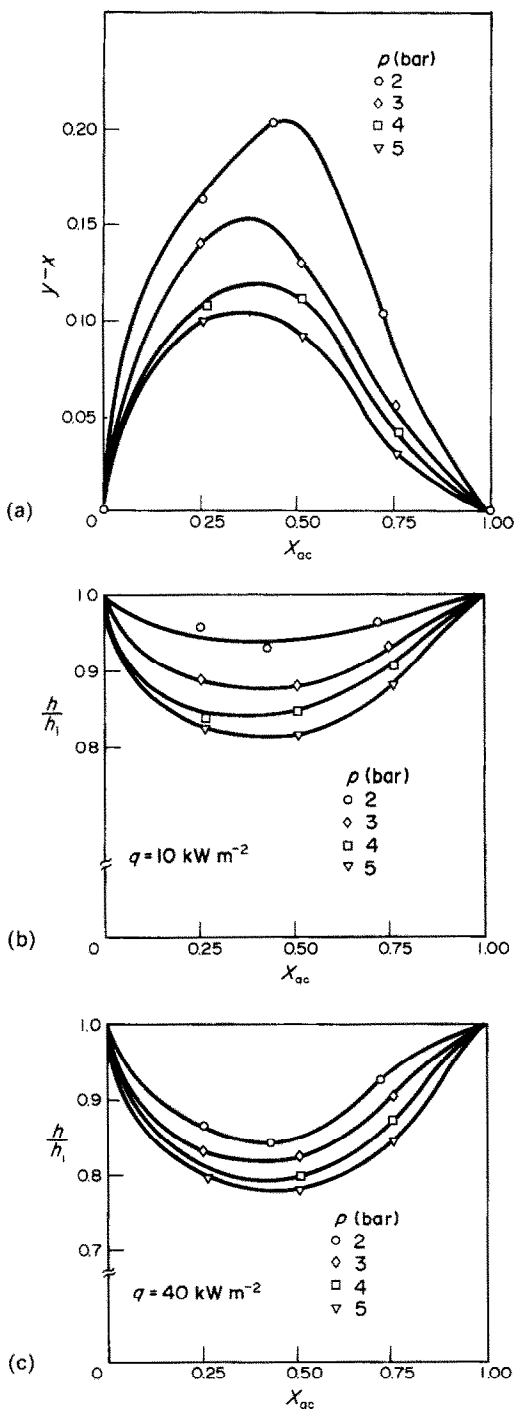 p (bar)
○ 2
◇ 3
□ 4
▽ 5
0.20
0.15
0.10
0.05
y – x
0
0.25
0.50
0.75
1.00
X_ac
(a)
1.0
0.9
0.8
h
h_i
p (bar)
○ 2
◇ 3
□ 4
▽ 5
q = 10 kW m⁻²
0
0.25
0.50
0.75
1.00
X_ac
(b)
1.0
0.9
0.8
0.7
h
h_i
p (bar)
○ 2
◇ 3
□ 4
▽ 5
q = 40 kW m⁻²
0
0.25
0.50
0.75
1.00
X_ac
(c)